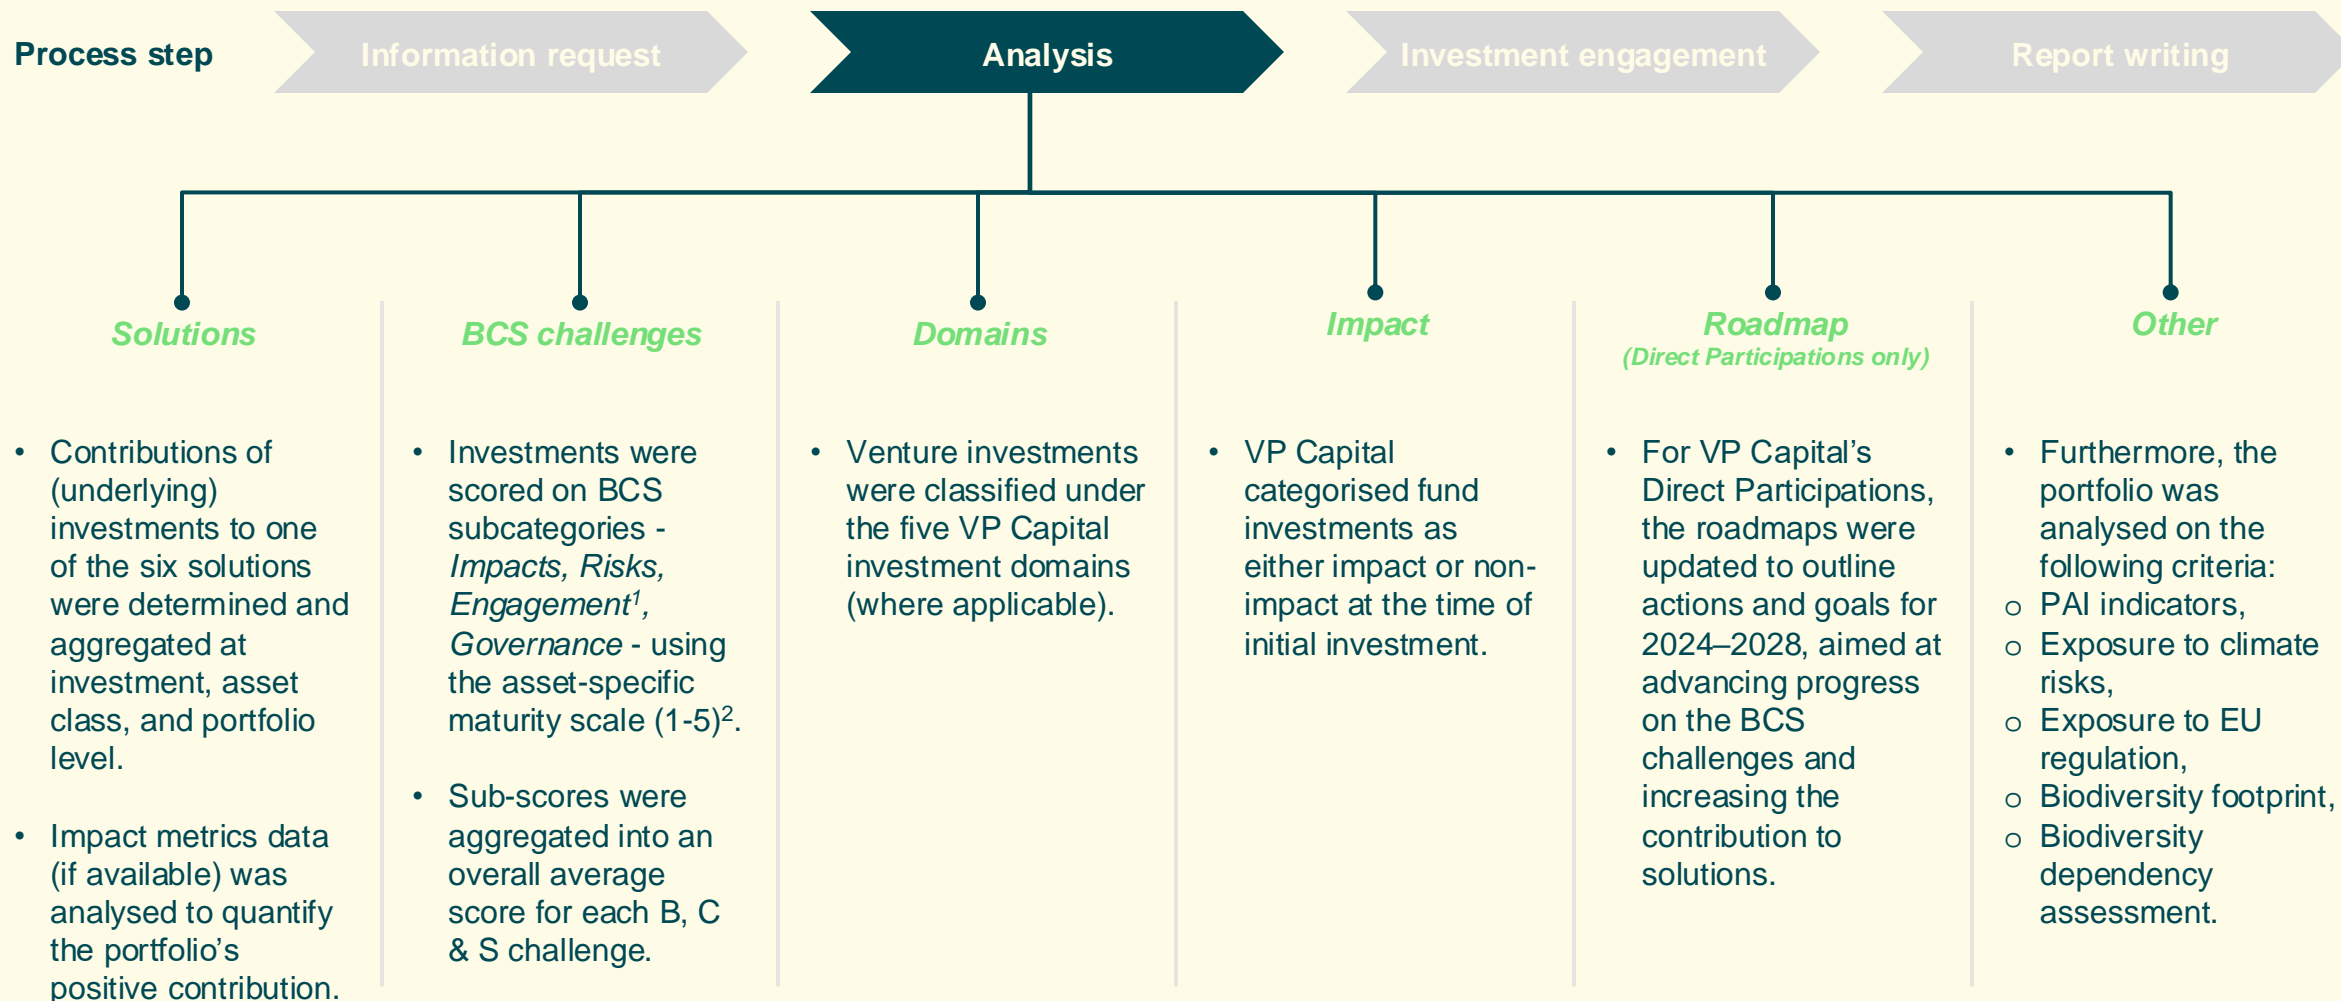 Process step
Information request
Analysis
Investment engagement
Report writing
Solutions
• Contributions of
(underlying)
investments to one
of the six solutions
were determined and
aggregated at
investment, asset
class, and portfolio
level.
• Impact metrics data
(if available) was
analysed to quantify
the portfolio’s
positive contribution.
BCS challenges
• Investments were
scored on BCS
subcategories -
Impacts, Risks,
Engagement¹,
Governance - using
the asset-specific
maturity scale (1-5)².
• Sub-scores were
aggregated into an
overall average
score for each B, C
& S challenge.
Domains
• Venture investments
were classified under
the five VP Capital
investment domains
(where applicable).
Impact
• VP Capital
categorised fund
investments as
either impact or non-
impact at the time of
initial investment.
Roadmap
(Direct Participations only)
• For VP Capital’s
Direct Participations,
the roadmaps were
updated to outline
actions and goals for
2024–2028, aimed at
advancing progress
on the BCS
challenges and
increasing the
contribution to
solutions.
Other
• Furthermore, the
portfolio was
analysed on the
following criteria:
o PAI indicators,
o Exposure to climate
risks,
o Exposure to EU
regulation,
o Biodiversity footprint,
o Biodiversity
dependency
assessment.